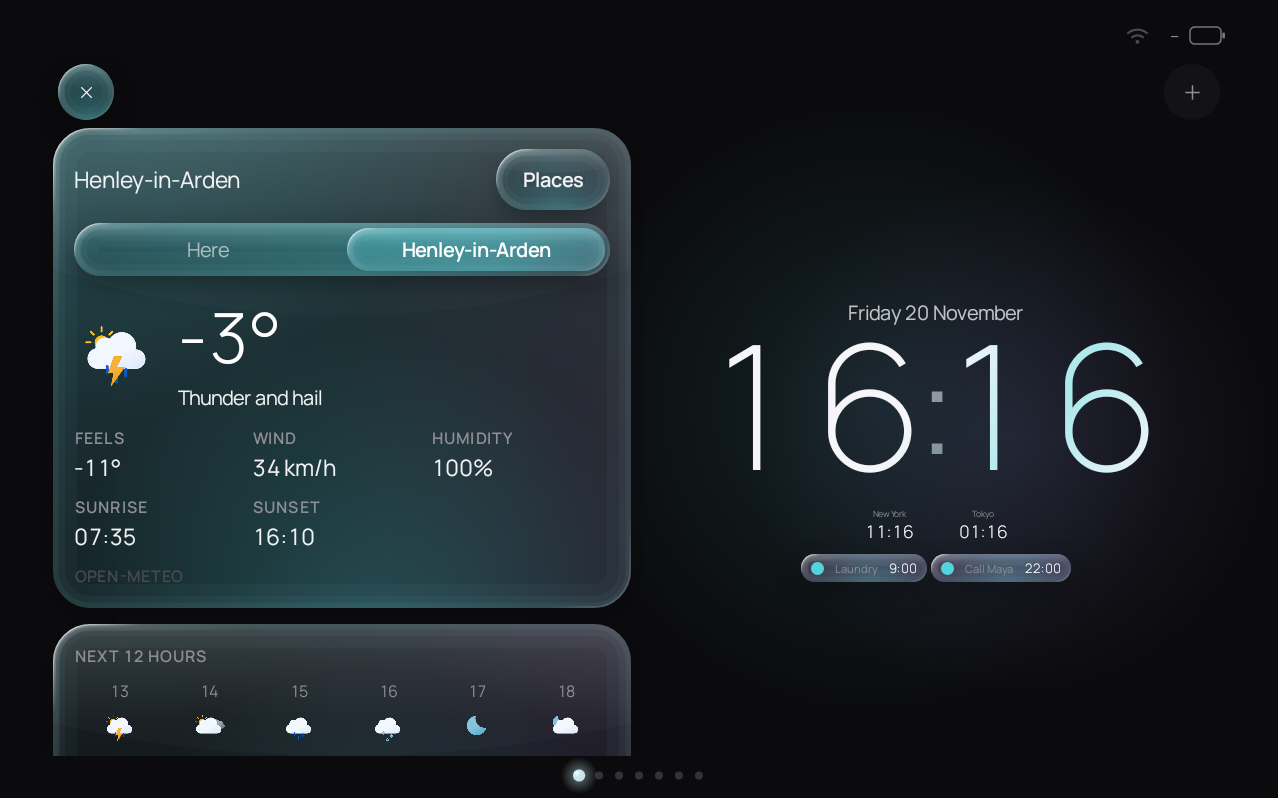 –
Henley-in-Arden
Places
Here
Henley-in-Arden
-3°
Thunder and hail
FEELS
WIND
HUMIDITY
-11°
34 km/h
100%
SUNRISE
SUNSET
07:35
16:10
OPEN-METEO
NEXT 12 HOURS
13 14 15 16 17 18
Friday 20 November
16:16
New York
Tokyo
11:16
01:16
Laundry 9:00
Call Maya 22:00